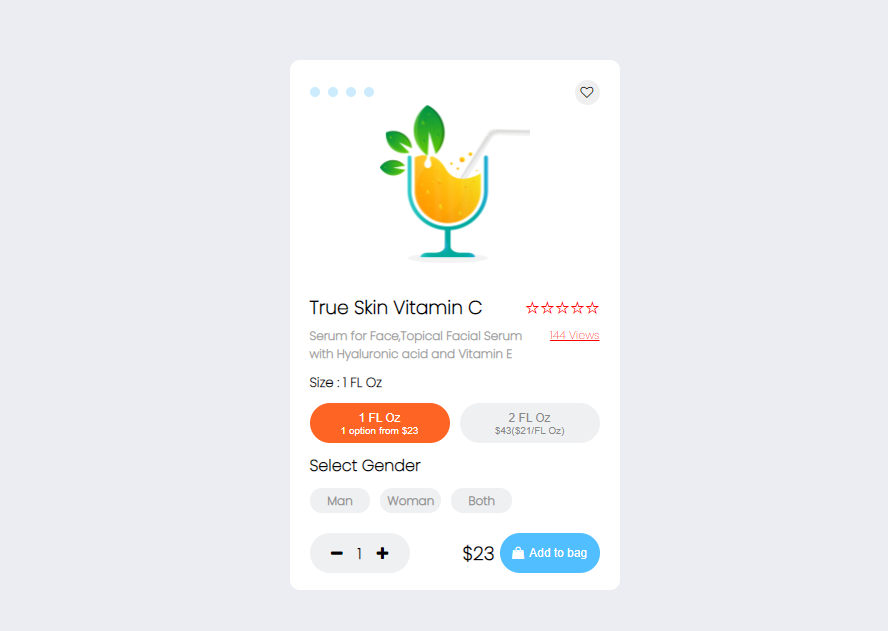 True Skin Vitamin C
Serum for Face,Topical Facial Serum
with Hyaluronic acid and Vitamin E
144 Views
Size : 1 FL Oz
1 FL Oz
1 option from $23
2 FL Oz
$43($21/FL Oz)
Select Gender
Man
Woman
Both
1
$23
Add to bag